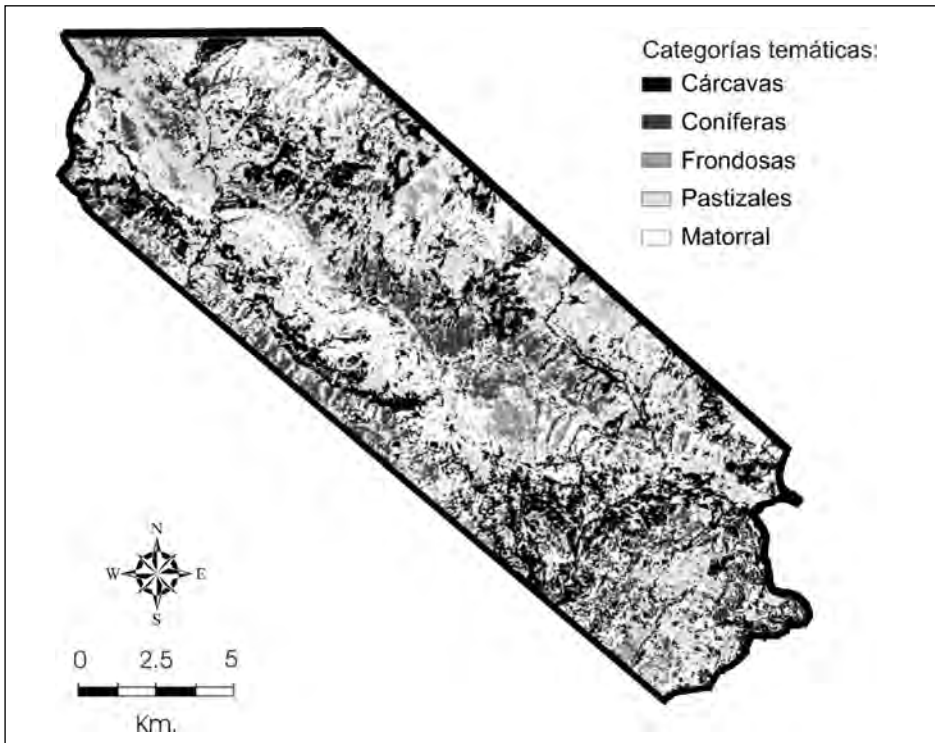 Categorías temáticas:
Cárcavas
Coníferas
Frondosas
Pastizales
Matorral
N
W E
S
0 2.5 5
Km.